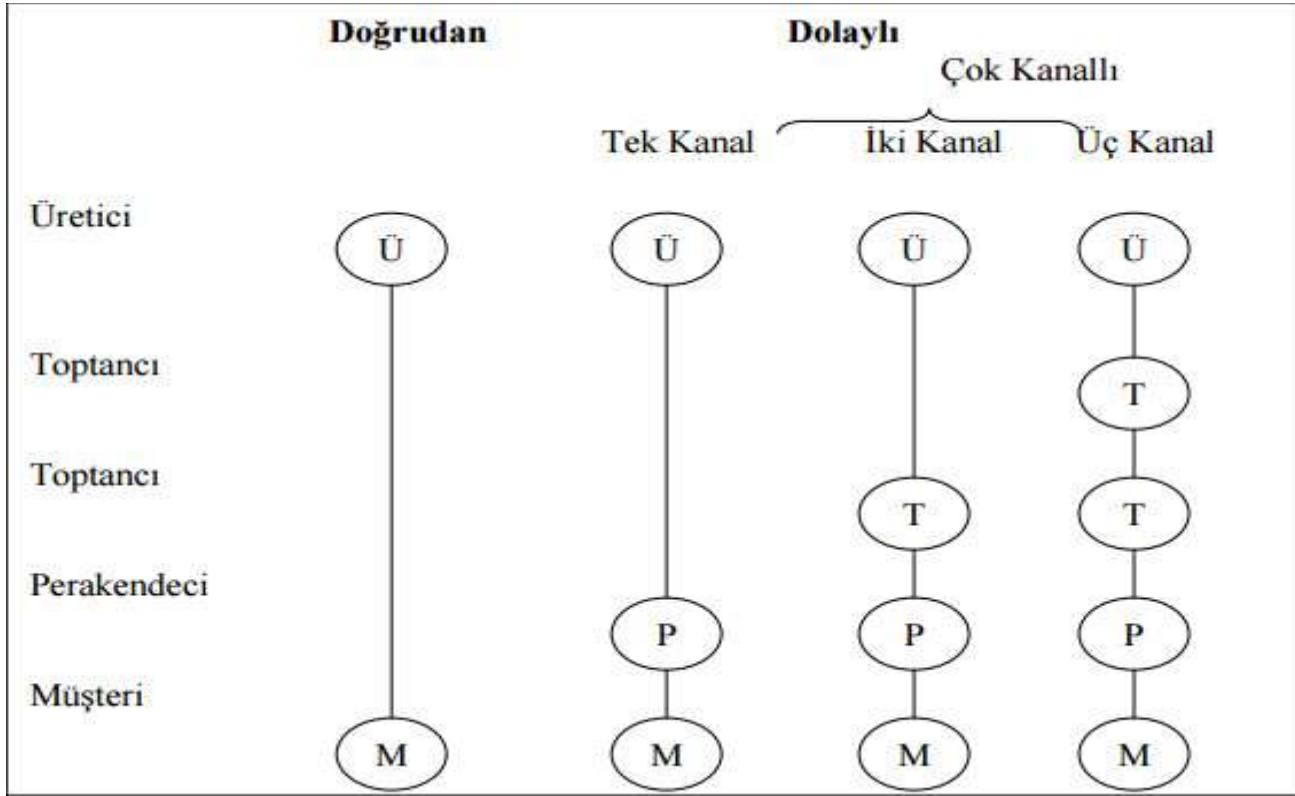 Doğrudan Dolaylı
Çok Kanallı
Tek Kanal İki Kanal Üç Kanal
Üretici
Ü Ü Ü Ü
Toptancı
T
Toptancı
T T
Perakendeci
P P P
Müşteri
M M M M